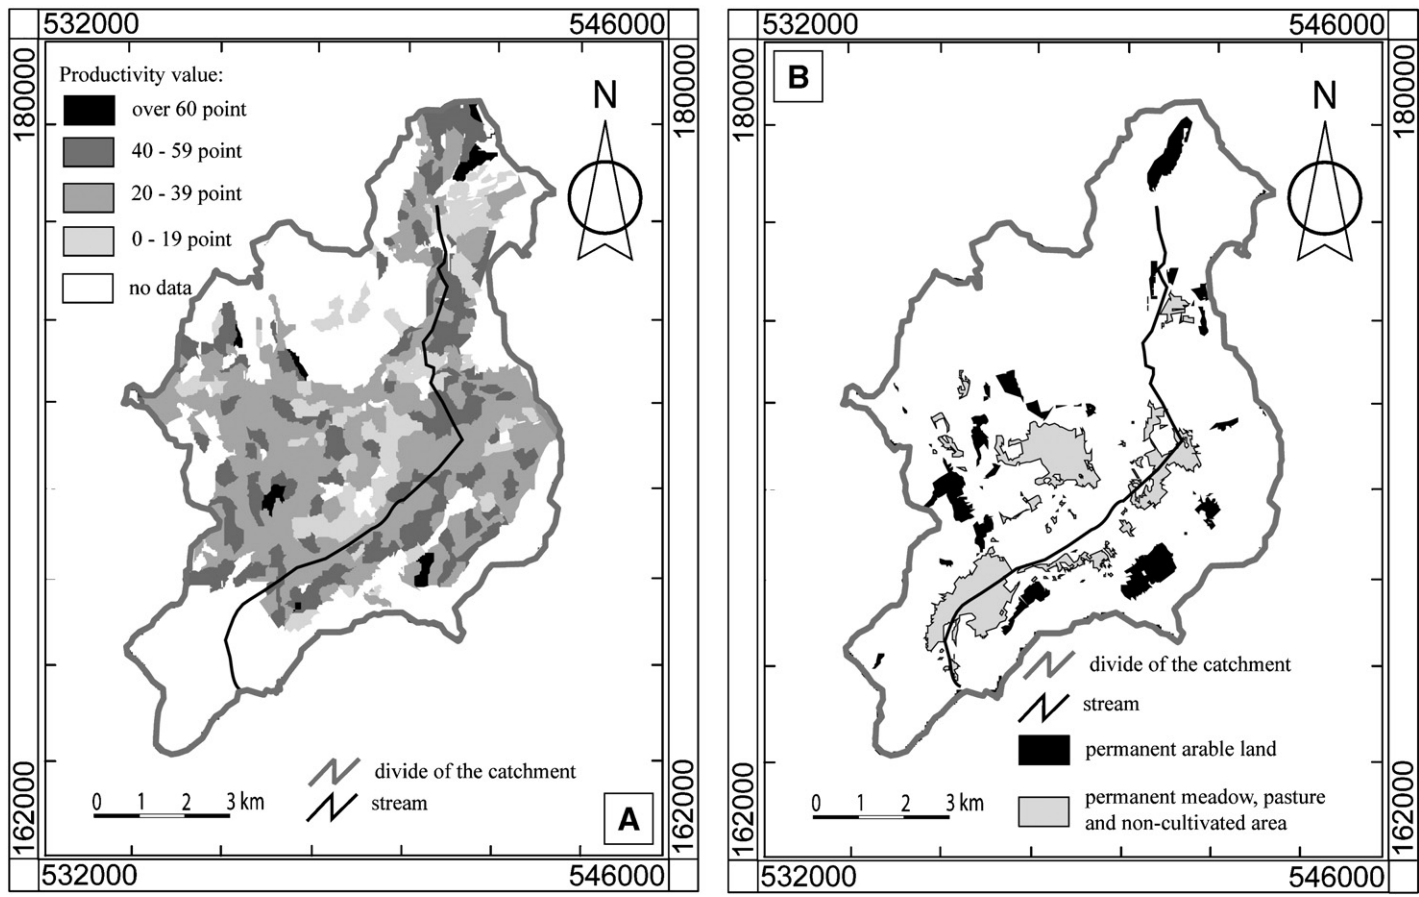 532000
546000
180000
180000
Productivity value:
over 60 point
40 - 59 point
20 - 39 point
0 - 19 point
no data
N
divide of the catchment
stream
0 1 2 3 km
A
162000
162000
532000
546000
532000
546000
180000
180000
B
N
divide of the catchment
stream
permanent arable land
permanent meadow, pasture
and non-cultivated area
0 1 2 3 km
162000
162000
532000
546000